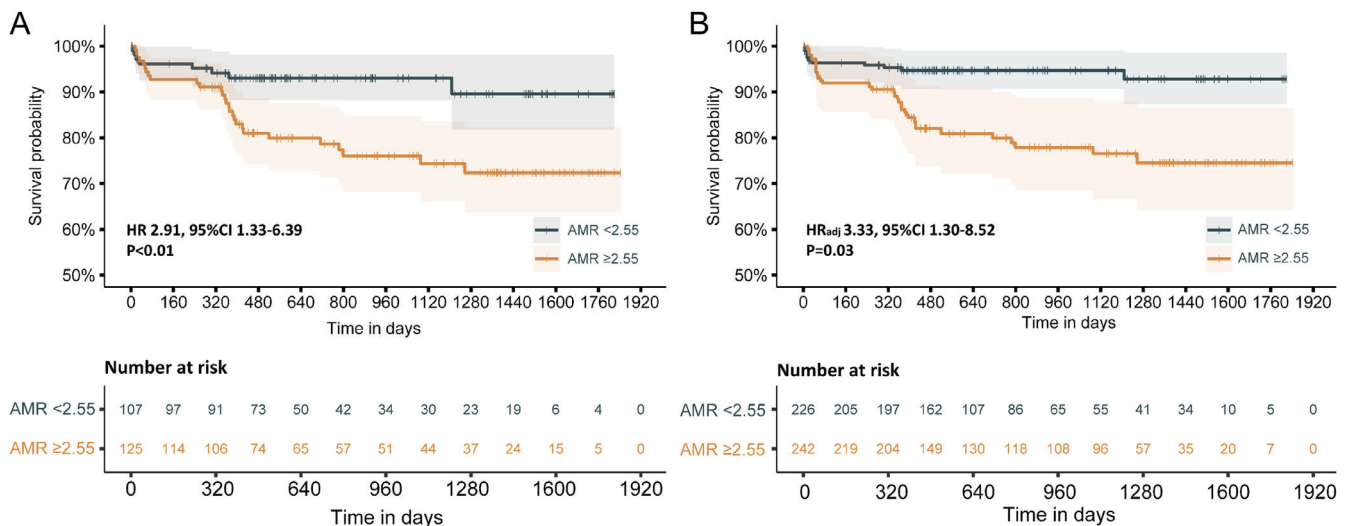 A
Survival probability
100%
90%
80%
70%
60%
50%
HR 2.91, 95%CI 1.33-6.39
P<0.01
AMR <2.55
AMR ≥2.55
0 160 320 480 640 800 960 1120 1280 1440 1600 1760 1920
Time in days
Number at risk
AMR <2.55 107 97 91 73 50 42 34 30 23 19 6 4 0
AMR ≥2.55 125 114 106 74 65 57 51 44 37 24 15 5 0
0 320 640 960 1280 1600 1920
Time in days
B
Survival probability
100%
90%
80%
70%
60%
50%
HRadj 3.33, 95%CI 1.30-8.52
P=0.03
AMR <2.55
AMR ≥2.55
0 160 320 480 640 800 960 1120 1280 1440 1600 1760 1920
Time in days
Number at risk
AMR <2.55 226 205 197 162 107 86 65 55 41 34 10 5 0
AMR ≥2.55 242 219 204 149 130 118 108 96 57 35 20 7 0
0 320 640 960 1280 1600 1920
Time in days